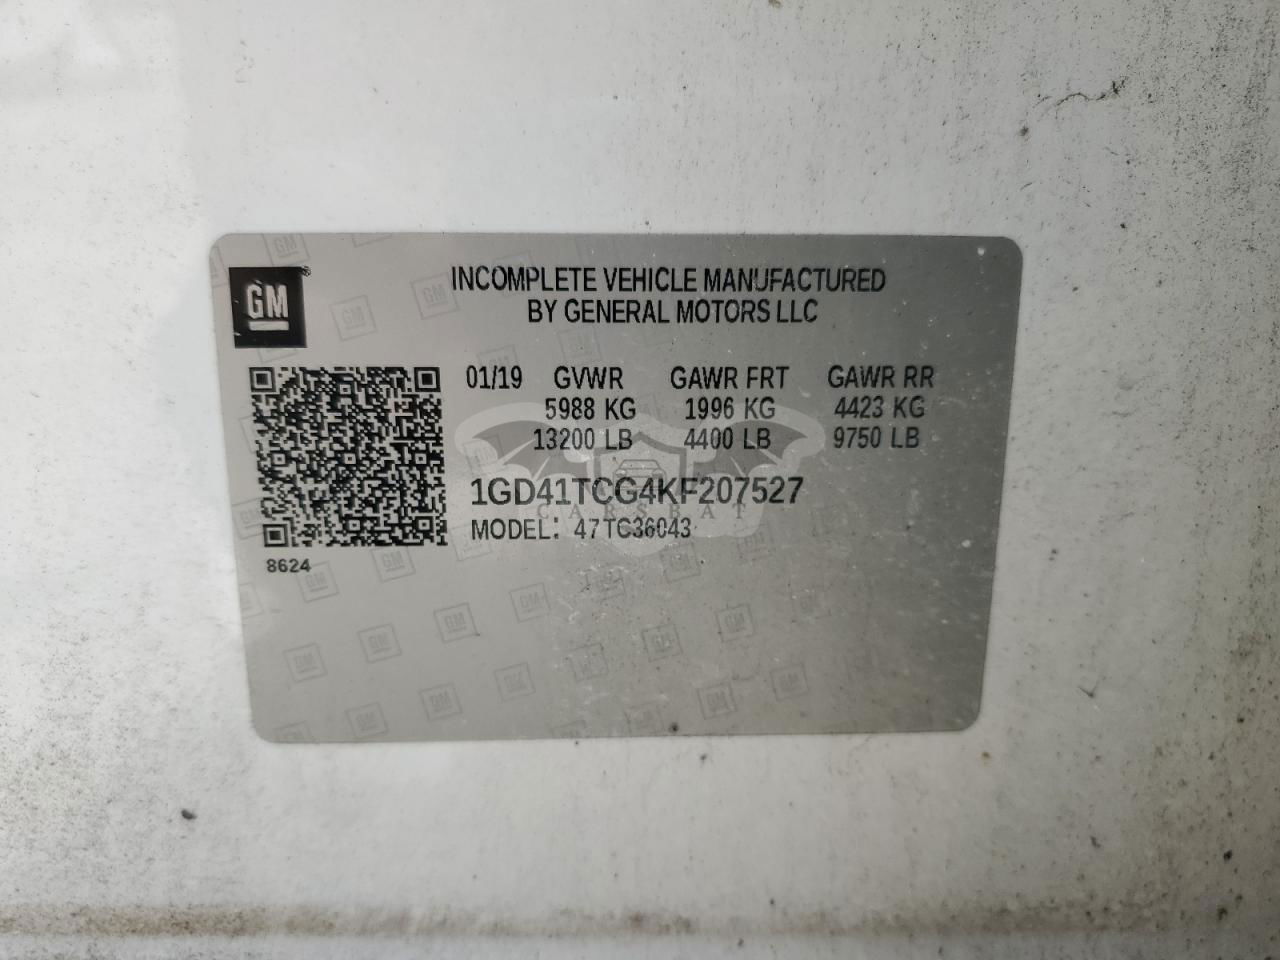 GM
INCOMPLETE VEHICLE MANUFACTURED
BY GENERAL MOTORS LLC
01/19 GVWR GAWR FRT GAWR RR
5988 KG 1996 KG 4423 KG
13200 LB 4400 LB 9750 LB
1GD41TCG4KF207527
CARSBAT
MODEL: 47TC36043
8624